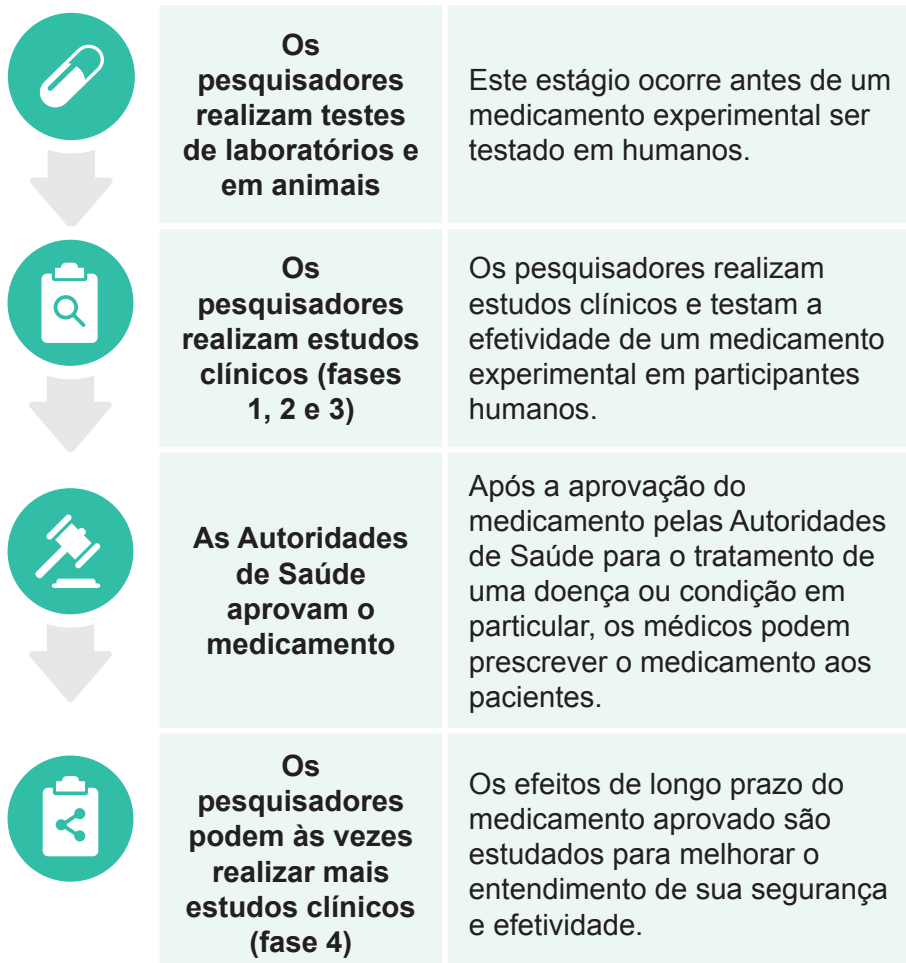 Os
pesquisadores
realizam testes
de laboratórios e
em animais
Este estágio ocorre antes de um
medicamento experimental ser
testado em humanos.
Os
pesquisadores
realizam estudos
clínicos (fases
1, 2 e 3)
Os pesquisadores realizam
estudos clínicos e testam a
efetividade de um medicamento
experimental em participantes
humanos.
As Autoridades
de Saúde
aprovam o
medicamento
Após a aprovação do
medicamento pelas Autoridades
de Saúde para o tratamento de
uma doença ou condição em
particular, os médicos podem
prescrever o medicamento aos
pacientes.
Os
pesquisadores
podem às vezes
realizar mais
estudos clínicos
(fase 4)
Os efeitos de longo prazo do
medicamento aprovado são
estudados para melhorar o
entendimento de sua segurança
e efetividade.